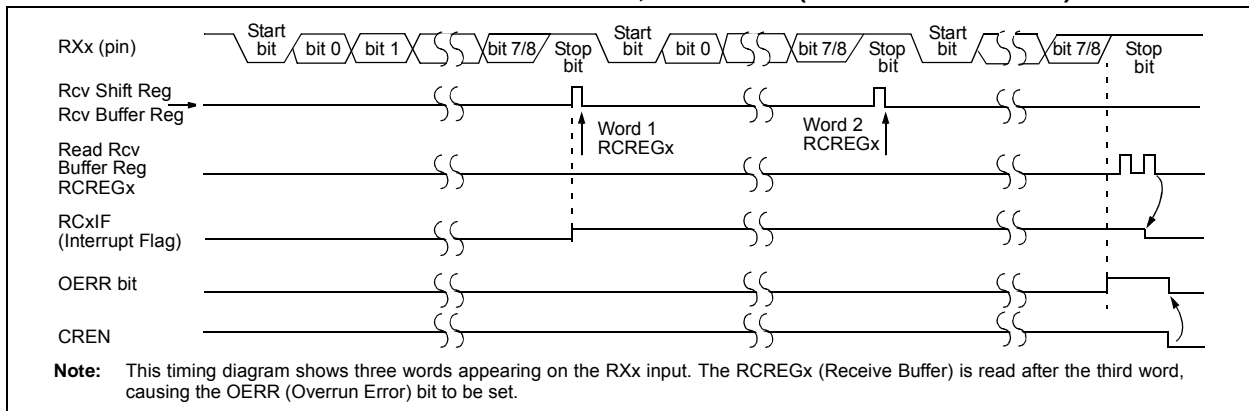 RXx (pin)
Start bit
bit 0
bit 1
bit 7/8
Stop bit
Start bit
bit 0
bit 7/8
Stop bit
Start bit
bit 7/8
Stop bit
Rcv Shift Reg
Rcv Buffer Reg
Word 1
RCREGx
Word 2
RCREGx
Read Rcv
Buffer Reg
RCREGx
RCxIF
(Interrupt Flag)
OERR bit
CREN
Note: This timing diagram shows three words appearing on the RXx input. The RCREGx (Receive Buffer) is read after the third word,
causing the OERR (Overrun Error) bit to be set.